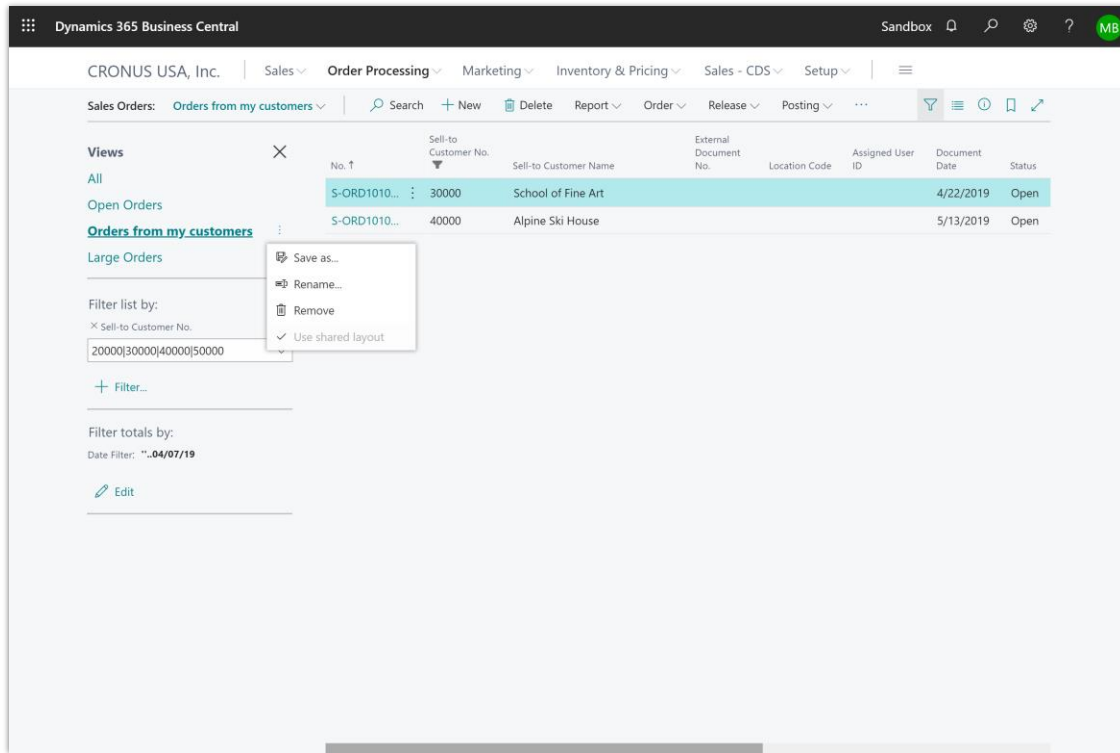 Dynamics 365 Business Central
Sandbox
?
MB
CRONUS USA, Inc.
Sales
Order Processing
Marketing
Inventory & Pricing
Sales - CDS
Setup
Sales Orders: Orders from my customers
Search
+ New
Delete
Report
Order
Release
Posting
...
Views
All
Open Orders
Orders from my customers
Large Orders
Save as...
Rename...
Remove
Use shared layout
Filter list by:
× Sell-to Customer No.
20000|30000|40000|50000
+ Filter...
Filter totals by:
Date Filter: ''..04/07/19
Edit
No. ↑
Sell-to
Customer No.
Sell-to Customer Name
External
Document
No.
Location Code
Assigned User
ID
Document
Date
Status
S-ORD1010... 30000 School of Fine Art 4/22/2019 Open
S-ORD1010... 40000 Alpine Ski House 5/13/2019 Open